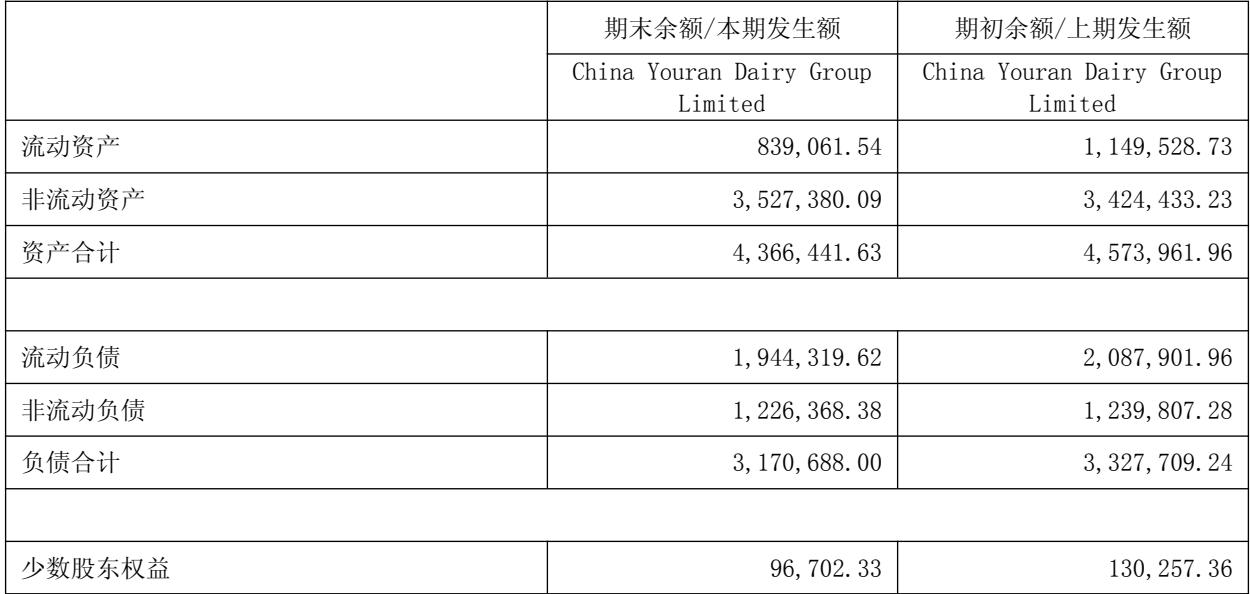 期末余额/本期发生额 期初余额/上期发生额
China Youran Dairy Group Limited China Youran Dairy Group Limited
流动资产 839,061.54 1,149,528.73
非流动资产 3,527,380.09 3,424,433.23
资产合计 4,366,441.63 4,573,961.96
流动负债 1,944,319.62 2,087,901.96
非流动负债 1,226,368.38 1,239,807.28
负债合计 3,170,688.00 3,327,709.24
少数股东权益 96,702.33 130,257.36